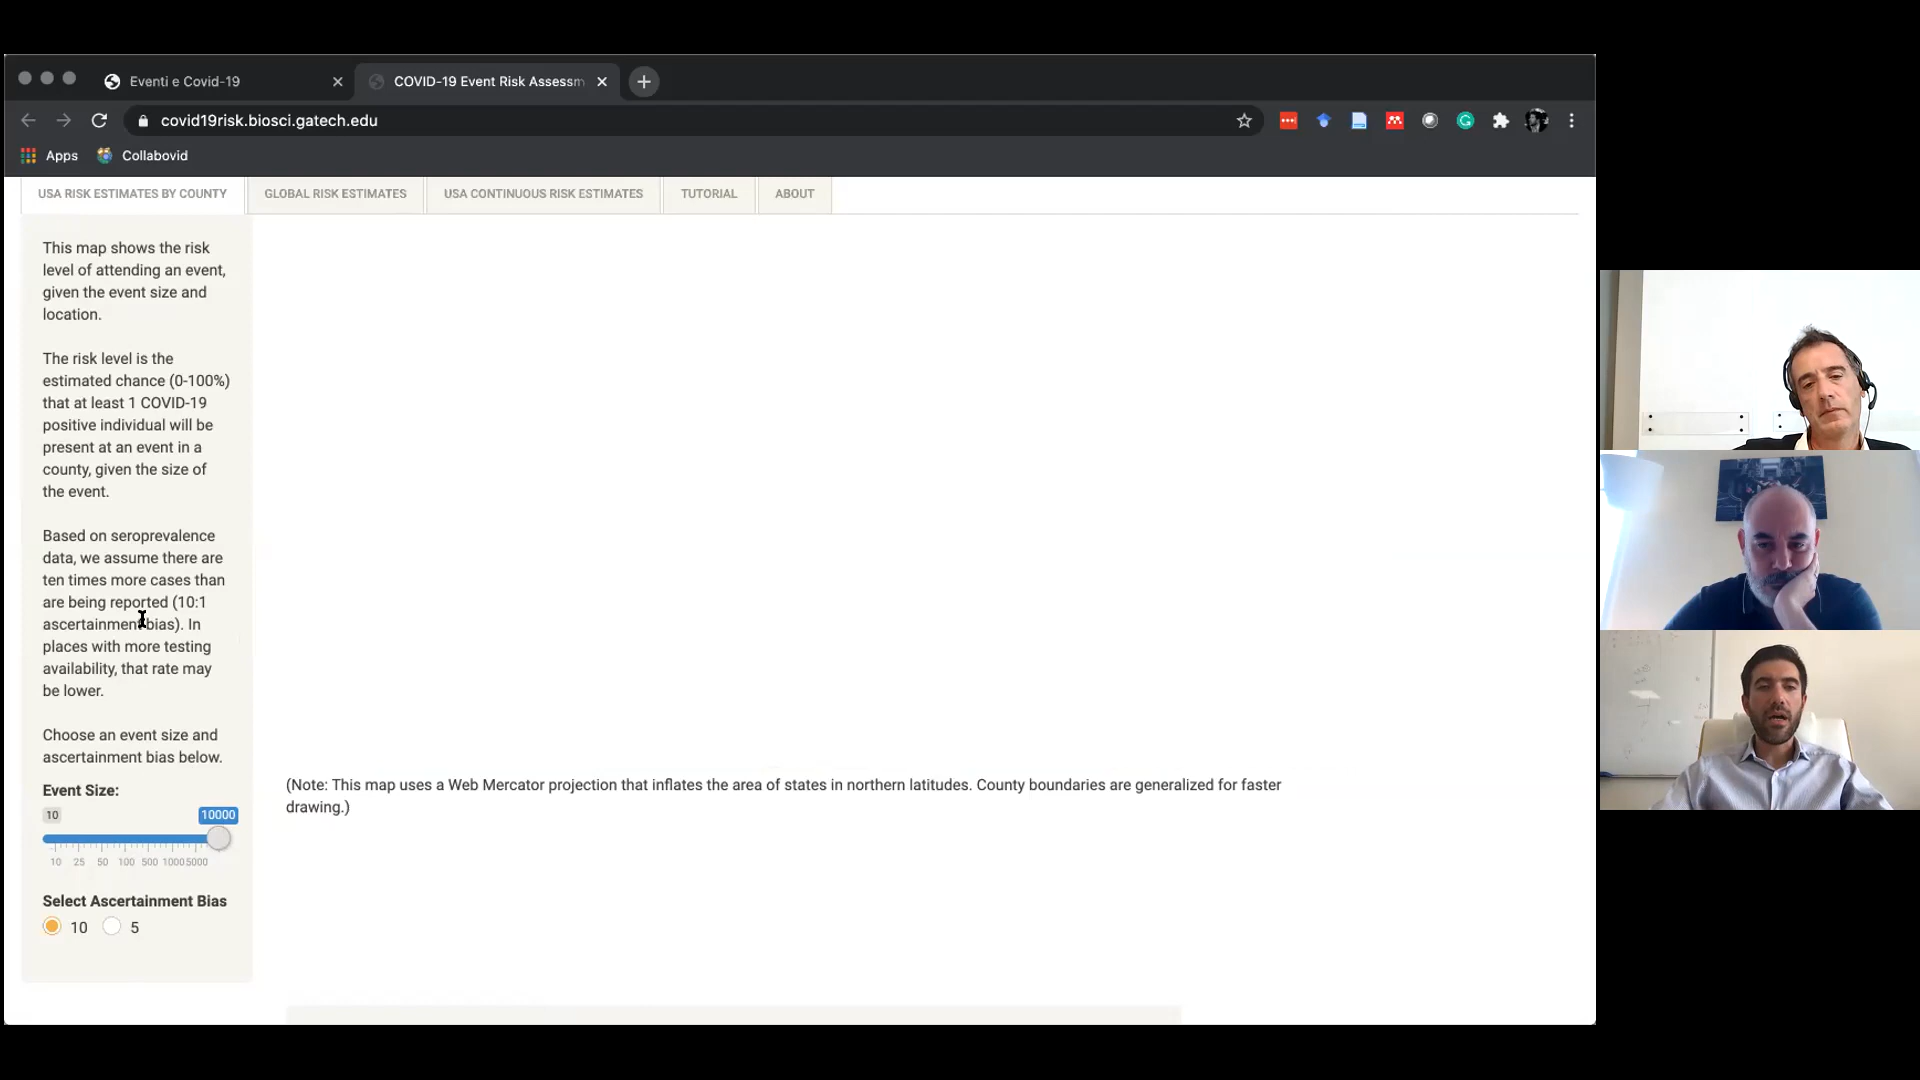 Eventi e Covid-19
COVID-19 Event Risk Assessm
covid19risk.biosci.gatech.edu
Apps
Collabovid
USA RISK ESTIMATES BY COUNTY
GLOBAL RISK ESTIMATES
USA CONTINUOUS RISK ESTIMATES
TUTORIAL
ABOUT
This map shows the risk
level of attending an event,
given the event size and
location.
The risk level is the
estimated chance (0-100%)
that at least 1 COVID-19
positive individual will be
present at an event in a
county, given the size of
the event.
Based on seroprevalence
data, we assume there are
ten times more cases than
are being reported (10:1
ascertainment bias). In
places with more testing
availability, that rate may
be lower.
Choose an event size and
ascertainment bias below.
Event Size:
10
10000
10 25 50 100 500 1000 5000
Select Ascertainment Bias
10 5
(Note: This map uses a Web Mercator projection that inflates the area of states in northern latitudes. County boundaries are generalized for faster
drawing.)